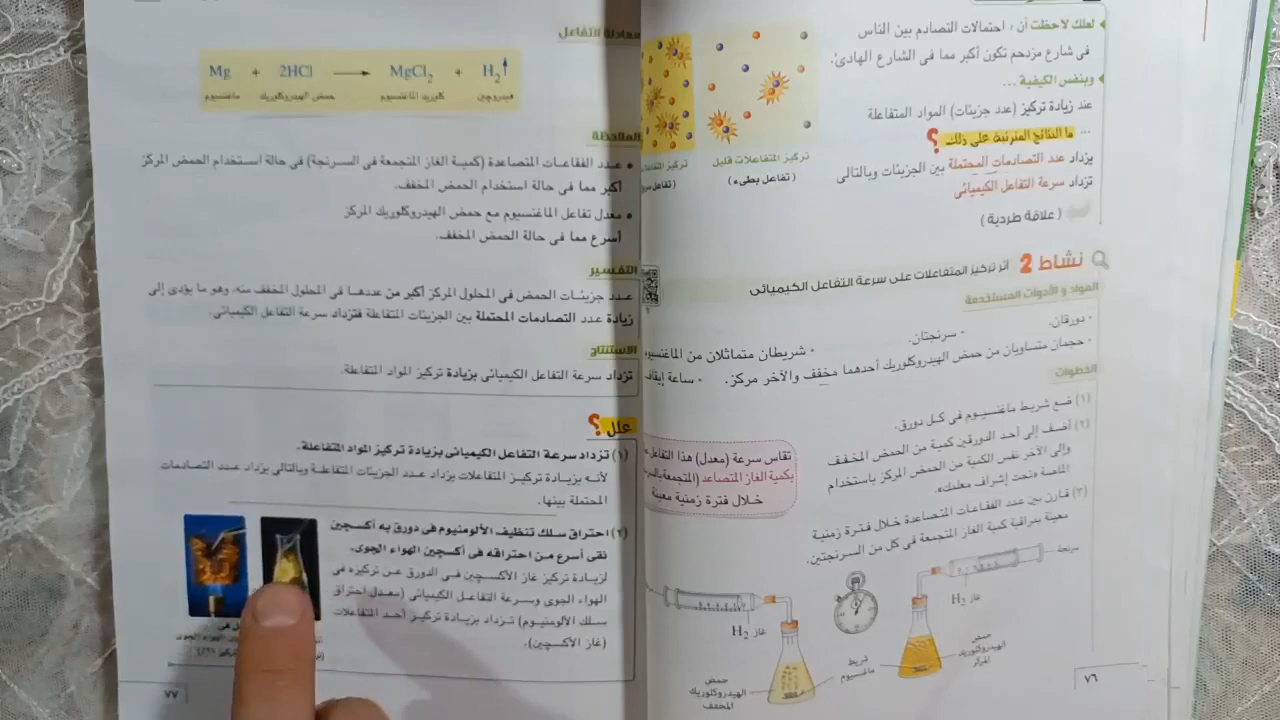 لعلك لاحظت أن ، احتمالات التصادم بين الناس
فى شارع مزدحم تكون أكبر مما فى الشارع الهادئ.
وبنفس الكيفية ...
عند زيادة تركيز (عدد جزيئات) المواد المتفاعلة
... ما النتائج المترتبة على ذلك ؟
يزداد عدد التصادمات المحتملة بين الجزيئات وبالتالى
تزداد سرعة التفاعل الكيميائى
(علاقة طردية)
تركيز المتفاعلات قليل
(تفاعل بطىء)
نشاط 2 أثر تركيز المتفاعلات على سرعة التفاعل الكيميائى
المواد و الأدوات المستخدمة
• دورقان.
• سرنجتان.
• شريطان متماثلان من الماغنسيوم
• حجمان متساويان من حمض الهيدروكلوريك أحدهما مخفف والآخر مركز.
• ساعة إيقاف
الخطوات
(١) ضع شريط ماغنسيوم فى كل دورق.
(٢) أضف إلى أحد الدورقين كمية من الحمض المخفف
وإلى الآخر نفس الكمية من الحمض المركز باستخدام
الماصة «تحت إشراف معلمك».
(٣) قارن بين عدد الفقاعات المتصاعدة خلال فترة زمنية
معينة بمراقبة كمية الغاز المتجمعة فى كل من السرنجتين.
تقاس سرعة (معدل) هذا التفاعل
بكمية الغاز المتصاعد (المتجمعة
خلال فترة زمنية معينة
سرنجة
غاز H₂
غاز H₂
حمض
الهيدروكلوريك
المركز
شريط
ماغنسيوم
حمض
الهيدروكلوريك
المخفف
٧٦
معادلة التفاعل
Mg + 2HCl ⟶ MgCl₂ + H₂↑
ماغنسيوم حمض الهيدروكلوريك كلوريد الماغنسيوم هيدروچين
الملاحظة
• عدد الفقاعات المتصاعدة (كمية الغاز المتجمعة فى السرنجة) فى حالة استخدام الحمض المركز
أكبر مما فى حالة استخدام الحمض المخفف.
• معدل تفاعل الماغنسيوم مع حمض الهيدروكلوريك المركز
أسرع مما فى حالة الحمض المخفف.
التفسير
عدد جزيئات الحمض فى المحلول المركز أكبر من عددها فى المحلول المخفف منه، وهو ما يؤدى إلى
زيادة عدد التصادمات المحتملة بين الجزيئات المتفاعلة فتزداد سرعة التفاعل الكيميائى.
الاستنتاج
تزداد سرعة التفاعل الكيميائى بزيادة تركيز المواد المتفاعلة.
علل ؟
(١) تزداد سرعة التفاعل الكيميائى بزيادة تركيز المواد المتفاعلة.
لأنه بزيادة تركيز المتفاعلات يزداد عدد الجزيئات المتفاعلة وبالتالى يزداد عدد التصادمات
المحتملة بينها.
(٢) احتراق سلك تنظيف الألومنيوم فى دورق به أكسچين
نقى أسرع من احتراقه فى أكسچين الهواء الجوى.
لزيادة تركيز غاز الأكسچين فى الدورق عن تركيزه فى
الهواء الجوى وسرعة التفاعل الكيميائى (معدل احتراق
سلك الألومنيوم) تزداد بزيادة تركيز أحد المتفاعلات
(غاز الأكسچين).
٧٧